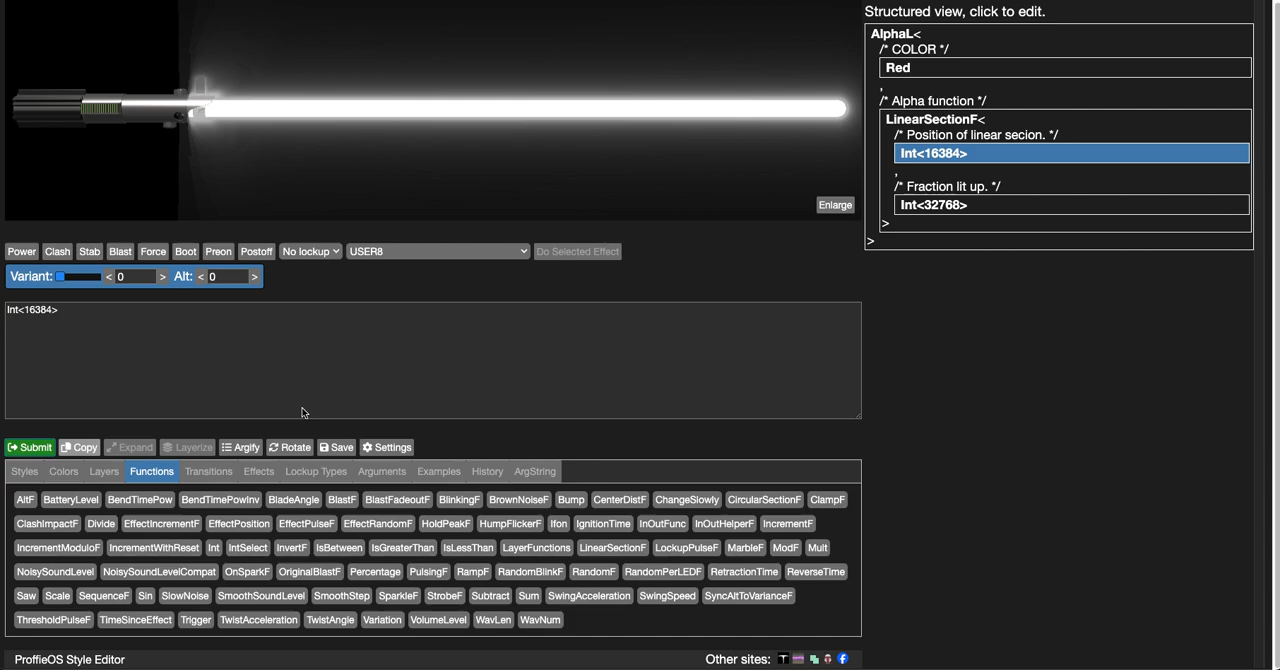 Structured view, click to edit.
AlphaL<
/* COLOR */
Red
,
/* Alpha function */
LinearSectionF<
/* Position of linear secion. */
Int<16384>
,
/* Fraction lit up. */
Int<32768>
>
>
Enlarge
Power Clash Stab Blast Force Boot Preon Postoff No lockup USER8 Do Selected Effect
Variant: < 0 > Alt: < 0 >
Int<16384>
Submit Copy Expand Layerize Argify Rotate Save Settings
Styles Colors Layers Functions Transitions Effects Lockup Types Arguments Examples History ArgString
AltF BatteryLevel BendTimePow BendTimePowInv BladeAngle BlastF BlastFadeoutF BlinkingF BrownNoiseF Bump CenterDistF ChangeSlowly CircularSectionF ClampF
ClashImpactF Divide EffectIncrementF EffectPosition EffectPulseF EffectRandomF HoldPeakF HumpFlickerF Ifon IgnitionTime InOutFunc InOutHelperF IncrementF
IncrementModuloF IncrementWithReset Int IntSelect InvertF IsBetween IsGreaterThan IsLessThan LayerFunctions LinearSectionF LockupPulseF MarbleF ModF Mult
NoisySoundLevel NoisySoundLevelCompat OnSparkF OriginalBlastF Percentage PulsingF RampF RandomBlinkF RandomF RandomPerLEDF RetractionTime ReverseTime
Saw Scale SequenceF Sin SlowNoise SmoothSoundLevel SmoothStep SparkleF StrobeF Subtract Sum SwingAcceleration SwingSpeed SyncAltToVarianceF
ThresholdPulseF TimeSinceEffect Trigger TwistAcceleration TwistAngle Variation VolumeLevel WavLen WavNum
ProffieOS Style Editor Other sites: